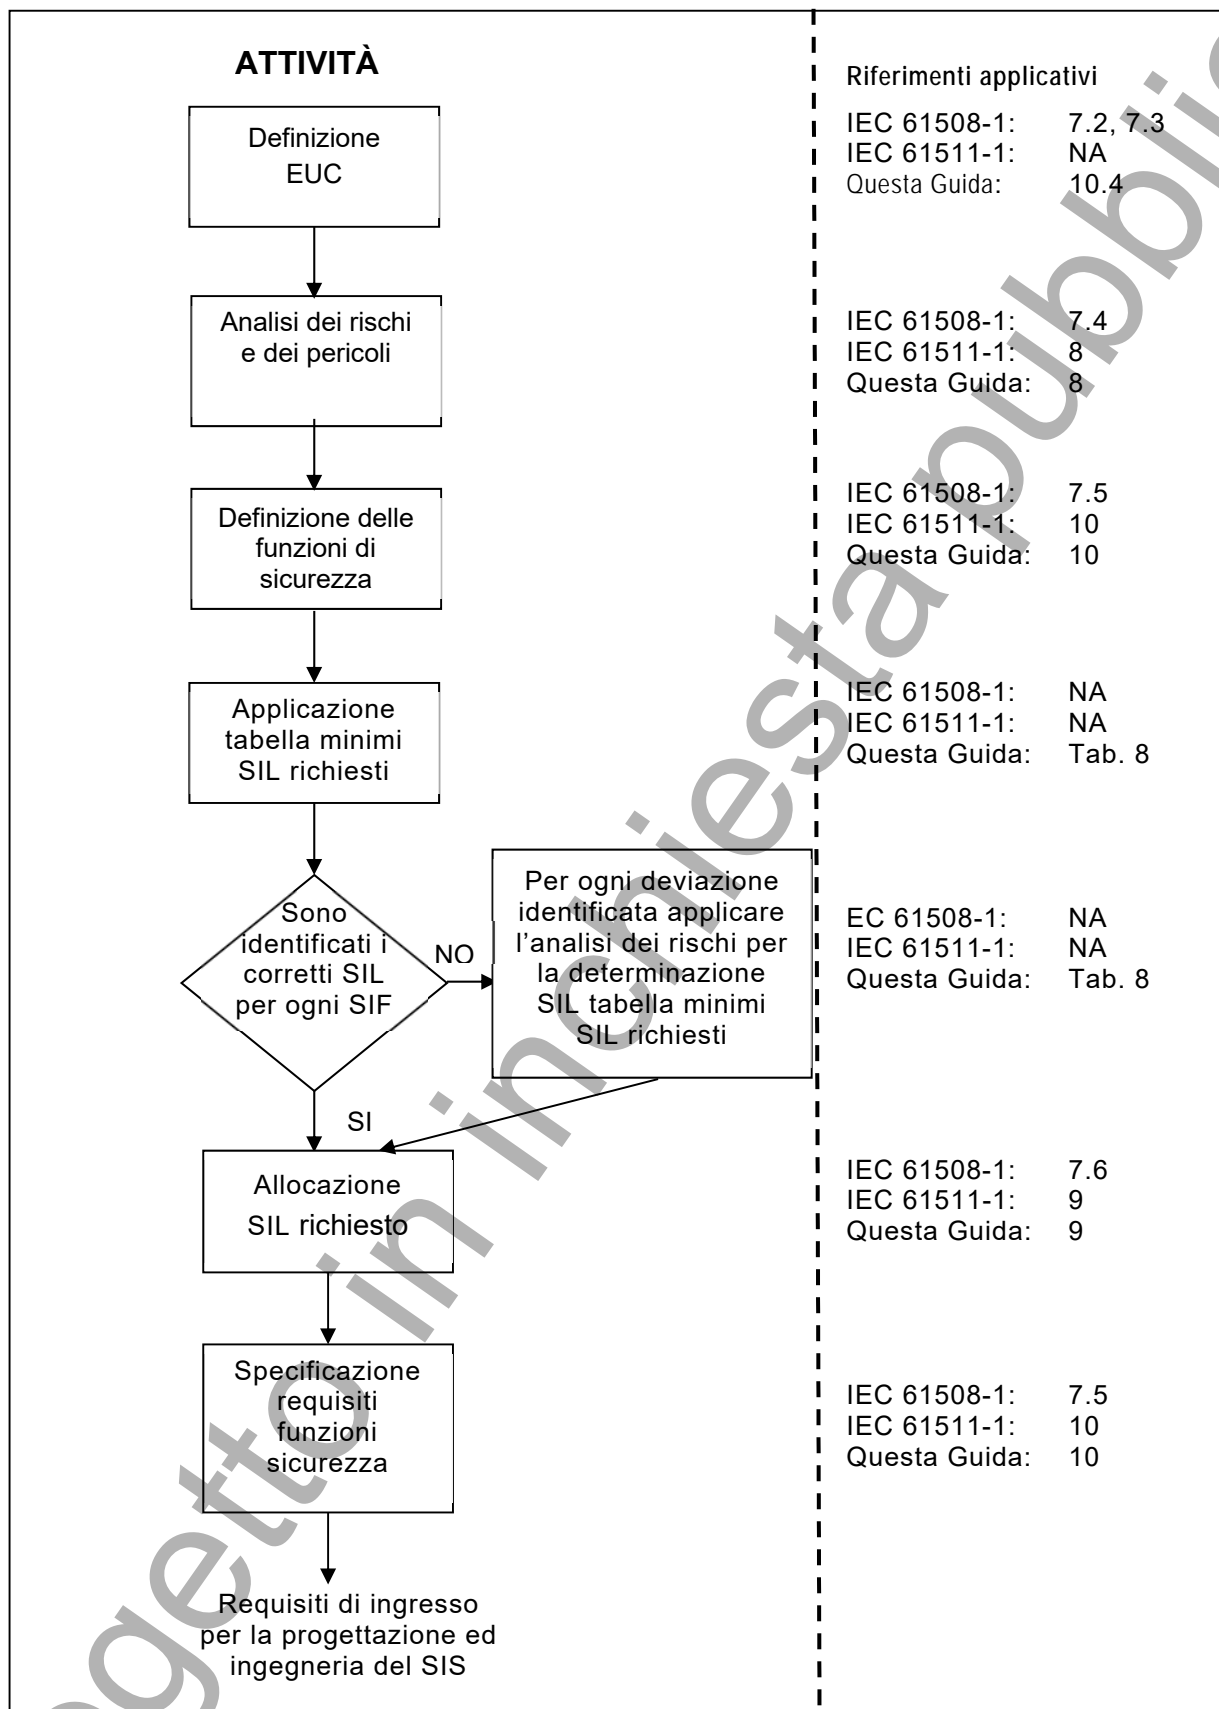 ATTIVITÀ
Riferimenti applicativi
Definizione
EUC
IEC 61508-1: 7.2, 7.3
IEC 61511-1: NA
Questa Guida: 10.4
Analisi dei rischi
e dei pericoli
IEC 61508-1: 7.4
IEC 61511-1: 8
Questa Guida: 8
Definizione delle
funzioni di
sicurezza
IEC 61508-1: 7.5
IEC 61511-1: 10
Questa Guida: 10
Applicazione
tabella minimi
SIL richiesti
IEC 61508-1: NA
IEC 61511-1: NA
Questa Guida: Tab. 8
Sono
identificati i
corretti SIL
per ogni SIF
NO
Per ogni deviazione
identificata applicare
l’analisi dei rischi per
la determinazione
SIL tabella minimi
SIL richiesti
EC 61508-1: NA
IEC 61511-1: NA
Questa Guida: Tab. 8
SI
Allocazione
SIL richiesto
IEC 61508-1: 7.6
IEC 61511-1: 9
Questa Guida: 9
Specificazione
requisiti
funzioni
sicurezza
IEC 61508-1: 7.5
IEC 61511-1: 10
Questa Guida: 10
Requisiti di ingresso
per la progettazione ed
ingegneria del SIS
getto in inchiesta pubblic